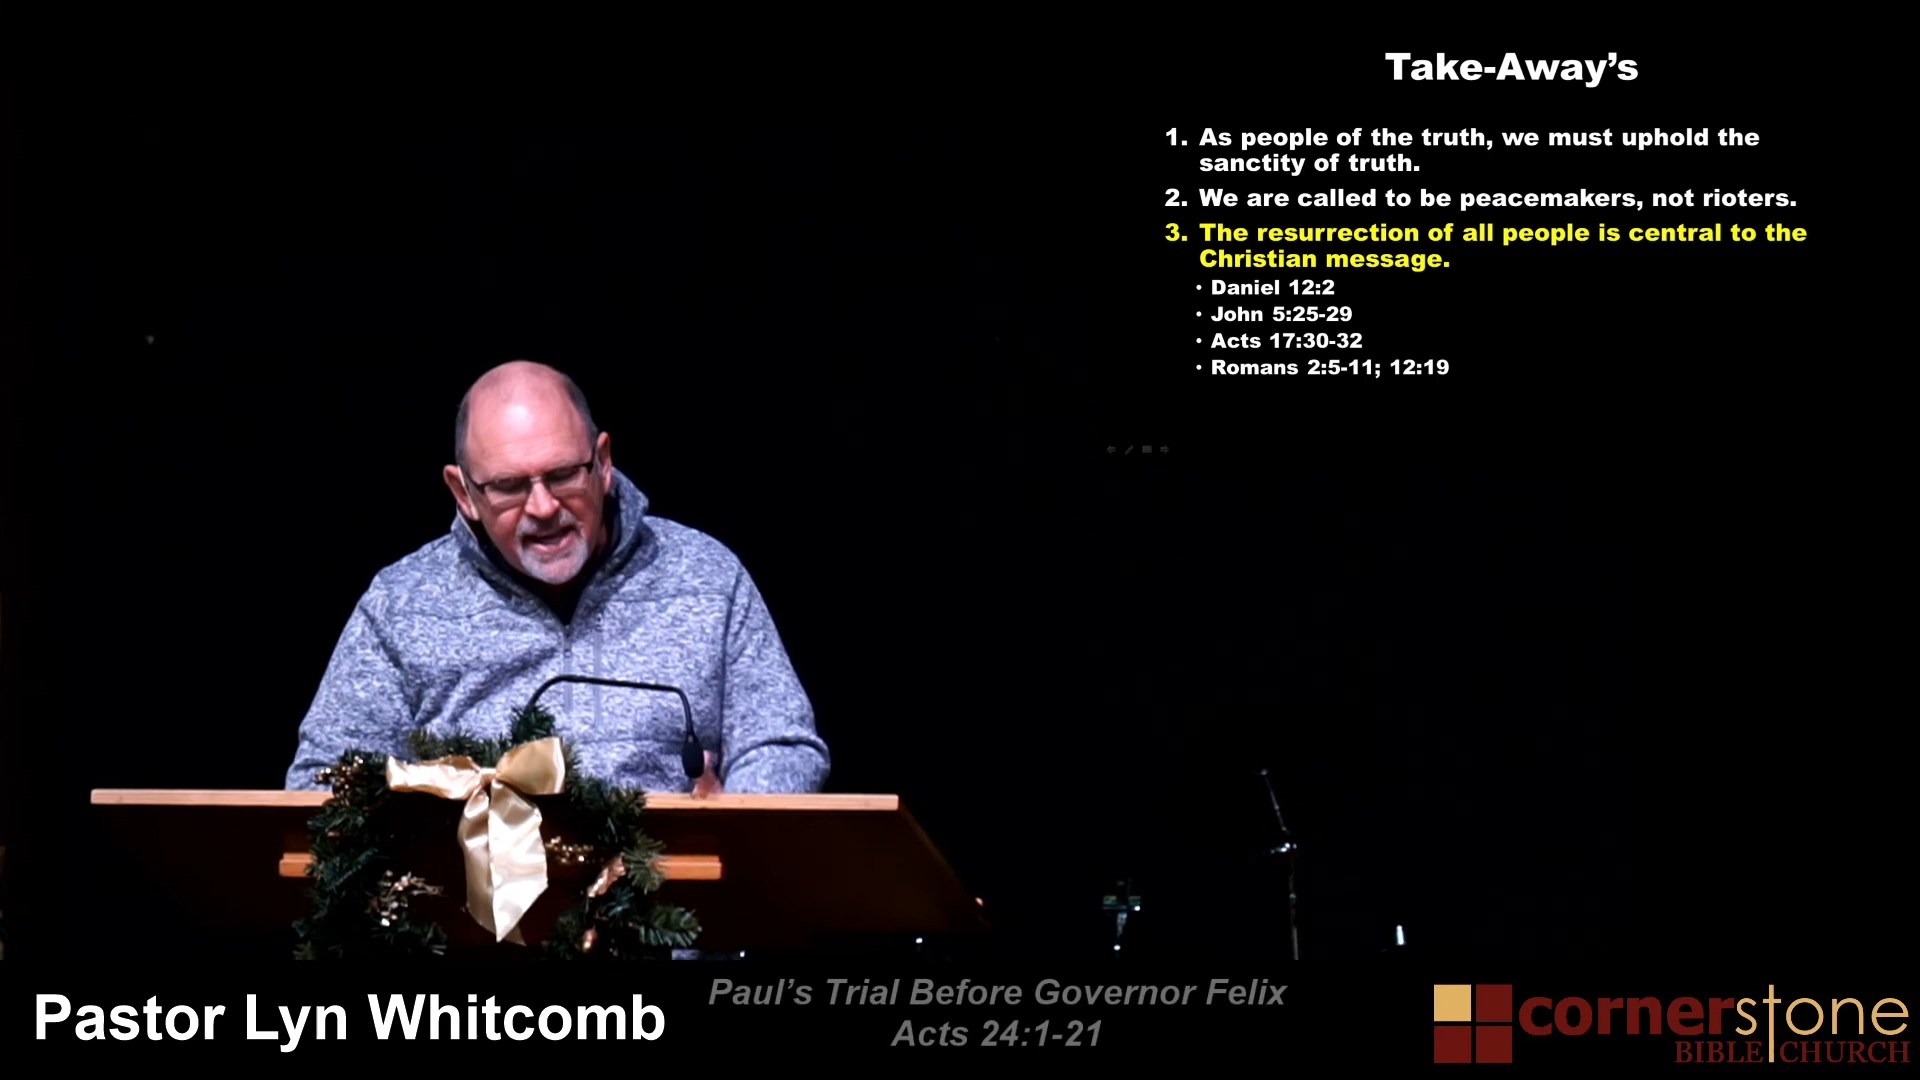 Take-Away’s
1. As people of the truth, we must uphold the
sanctity of truth.
2. We are called to be peacemakers, not rioters.
3. The resurrection of all people is central to the
Christian message.
• Daniel 12:2
• John 5:25-29
• Acts 17:30-32
• Romans 2:5-11; 12:19
Pastor Lyn Whitcomb
Paul’s Trial Before Governor Felix
Acts 24:1-21
cornerstone
BIBLE CHURCH